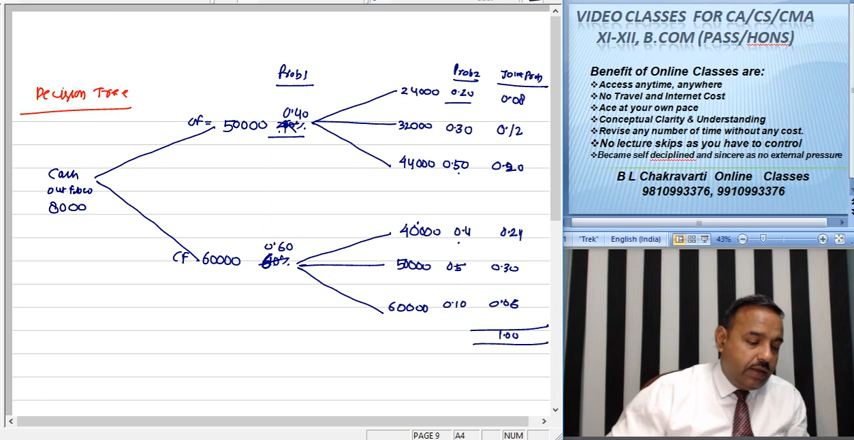 Decision Tree
Prob1 Prob2 Joint Prob
24000 0.20 0.08
0.40
CF = 50000 40%
32000 0.30 0.12
44000 0.50 0.20
Cash
outflow
8000
0.60
CF 60000 60%
40000 0.4 0.24
50000 0.5 0.30
60000 0.10 0.06
1.00
PAGE 9 A4 NUM
VIDEO CLASSES FOR CA/CS/CMA
XI-XII, B.COM (PASS/HONS)
Benefit of Online Classes are:
❖Access anytime, anywhere
❖No Travel and Internet Cost
❖Ace at your own pace
❖Conceptual Clarity & Understanding
❖Revise any number of time without any cost.
❖No lecture skips as you have to control
❖Became self deciplined and sincere as no external pressure
B L Chakravarti Online Classes
9810993376, 9910993376
"Trek" English (India) 43%